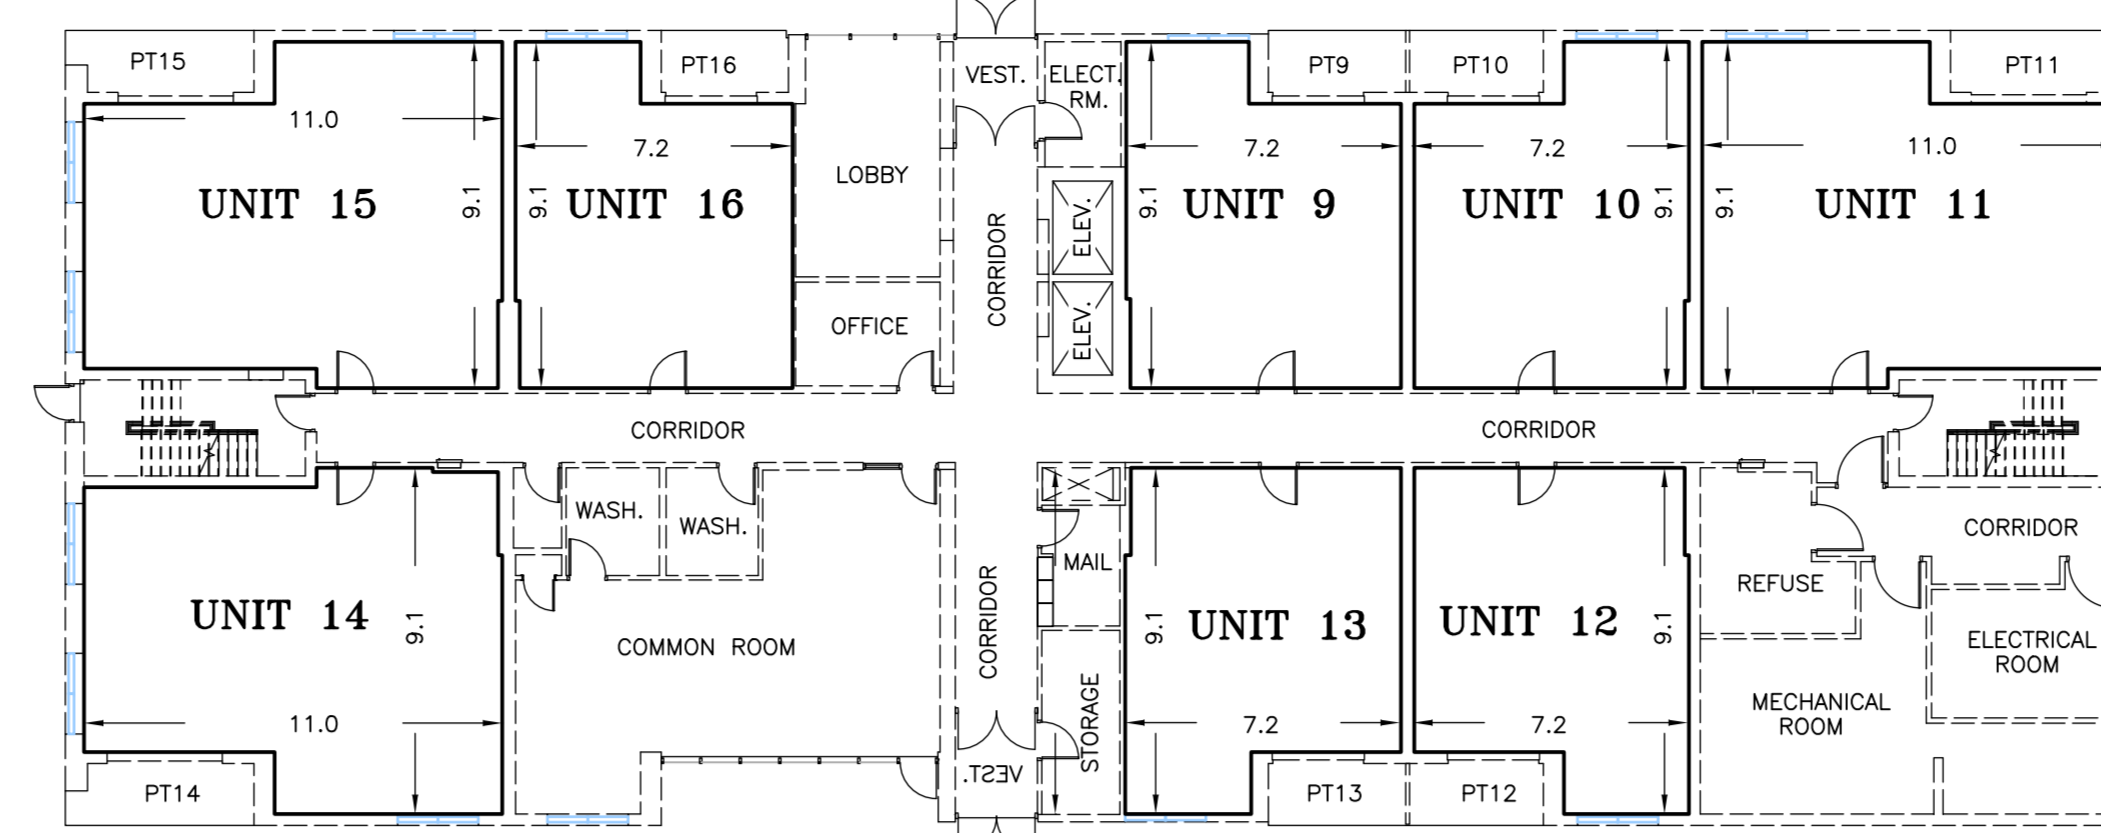 PT15
PT16
VEST.
ELECT.
RM.
PT9
PT10
PT11
11.0
7.2
7.2
7.2
11.0
LOBBY
UNIT 15
9.1
9.1
UNIT 16
9.1
UNIT 9
UNIT 10
9.1
9.1
UNIT 11
ELEV.
CORRIDOR
OFFICE
ELEV.
CORRIDOR
CORRIDOR
WASH.
WASH.
MAIL
CORRIDOR
REFUSE
UNIT 14
9.1
CORRIDOR
9.1
UNIT 13
UNIT 12
9.1
COMMON ROOM
ELECTRICAL
ROOM
STORAGE
MECHANICAL
ROOM
11.0
7.2
7.2
VEST.
PT14
PT13
PT12